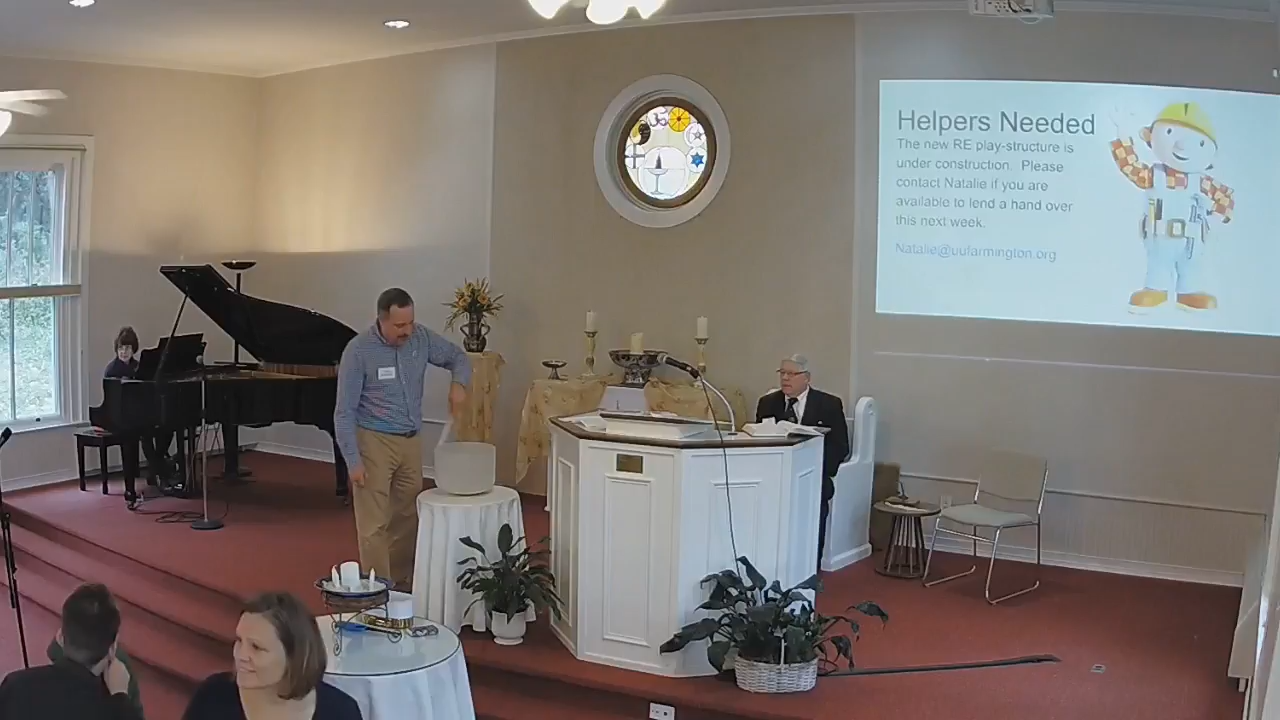 Helpers Needed
The new RE play-structure is
under construction. Please
contact Natalie if you are
available to lend a hand over
this next week.
Natalie@uufarmington.org